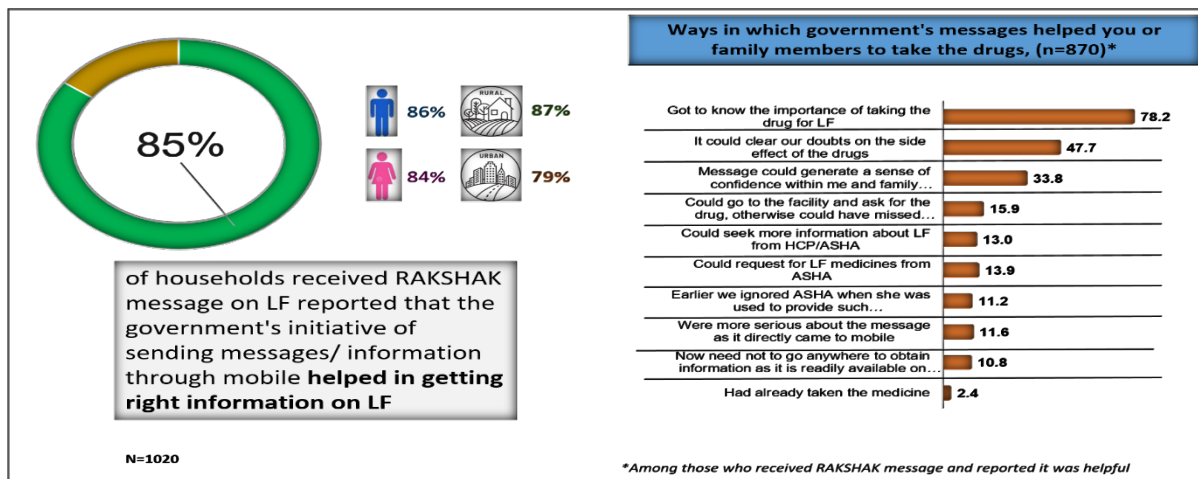 85%
86%
RURAL
87%
84%
URBAN
79%
of households received RAKSHAK
message on LF reported that the
government's initiative of
sending messages/ information
through mobile helped in getting
right information on LF
N=1020
Ways in which government's messages helped you or
family members to take the drugs, (n=870)*
Got to know the importance of taking the
drug for LF
78.2
It could clear our doubts on the side
effect of the drugs
47.7
Message could generate a sense of
confidence within me and family...
33.8
Could go to the facility and ask for the
drug, otherwise could have missed...
15.9
Could seek more information about LF
from HCP/ASHA
13.0
Could request for LF medicines from
ASHA
13.9
Earlier we ignored ASHA when she was
used to provide such...
11.2
Were more serious about the message
as it directly came to mobile
11.6
Now need not to go anywhere to obtain
information as it is readily available on...
10.8
Had already taken the medicine
2.4
*Among those who received RAKSHAK message and reported it was helpful